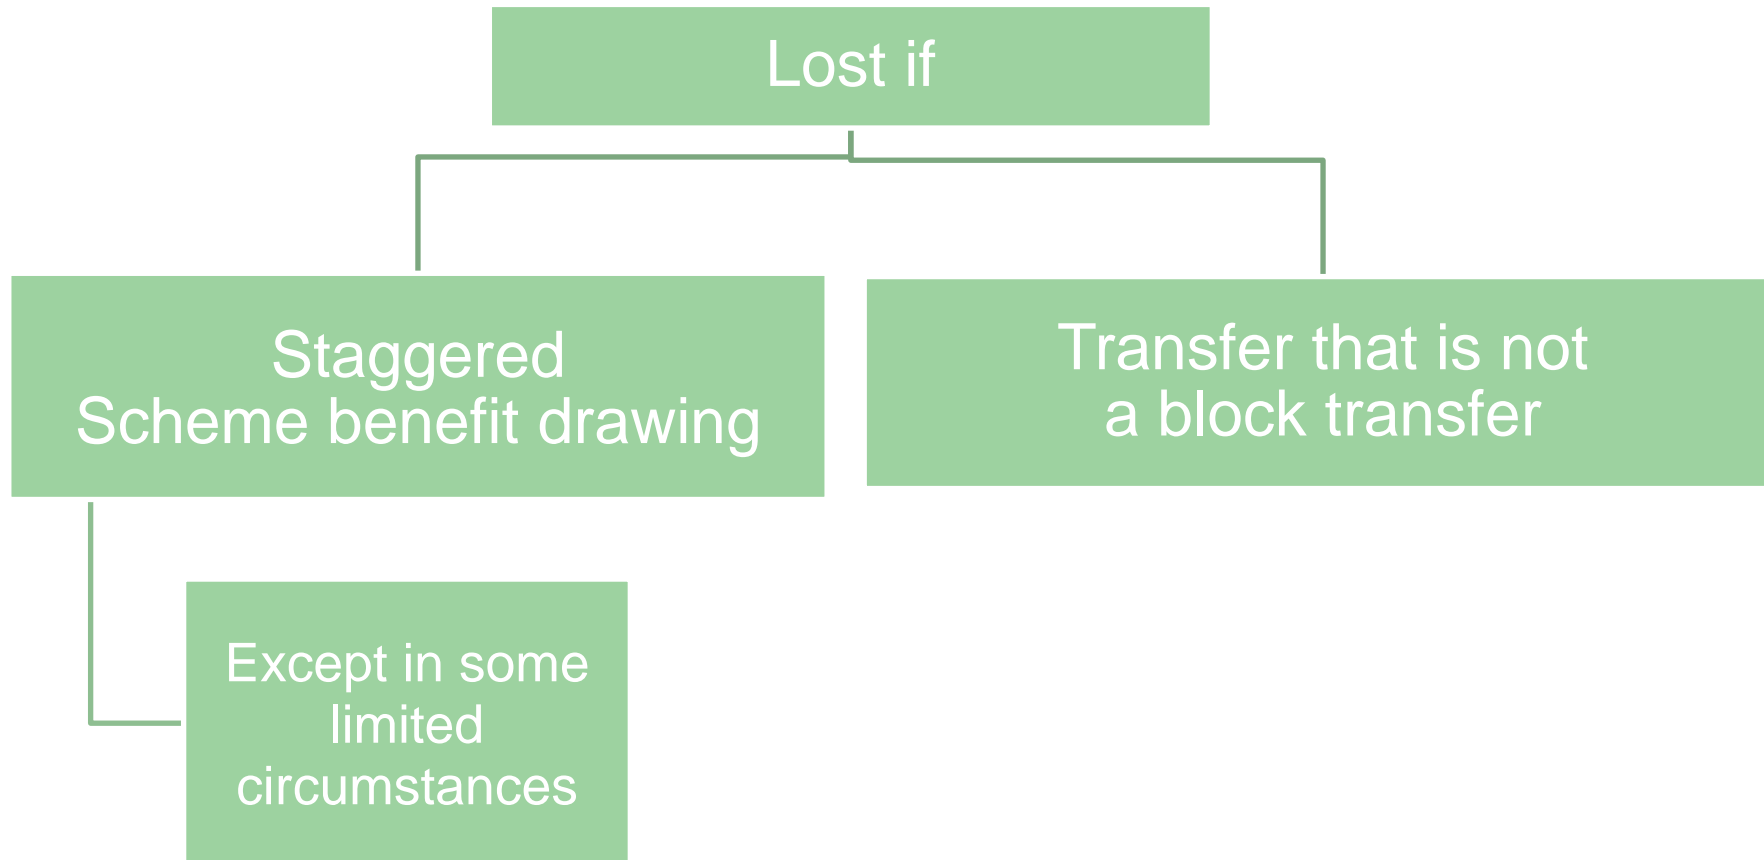 Lost if
Staggered
Scheme benefit drawing
Transfer that is not
a block transfer
Except in some
limited
circumstances